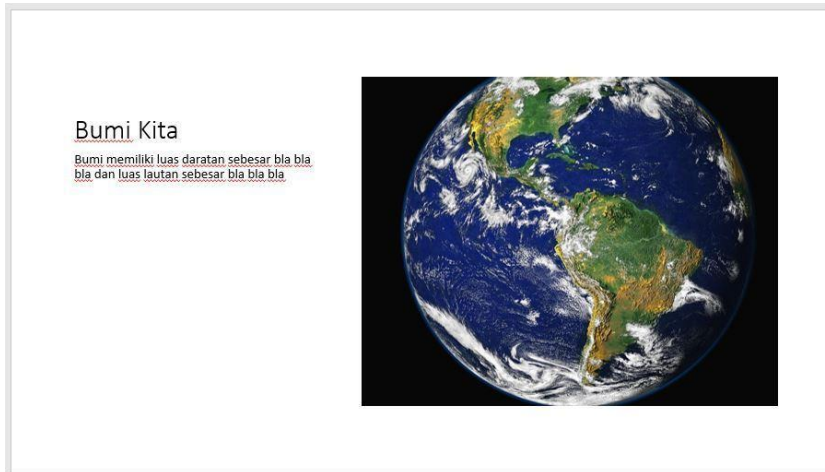 Bumi Kita
Bumi memiliki luas daratan sebesar bla bla
bla dan luas lautan sebesar bla bla bla